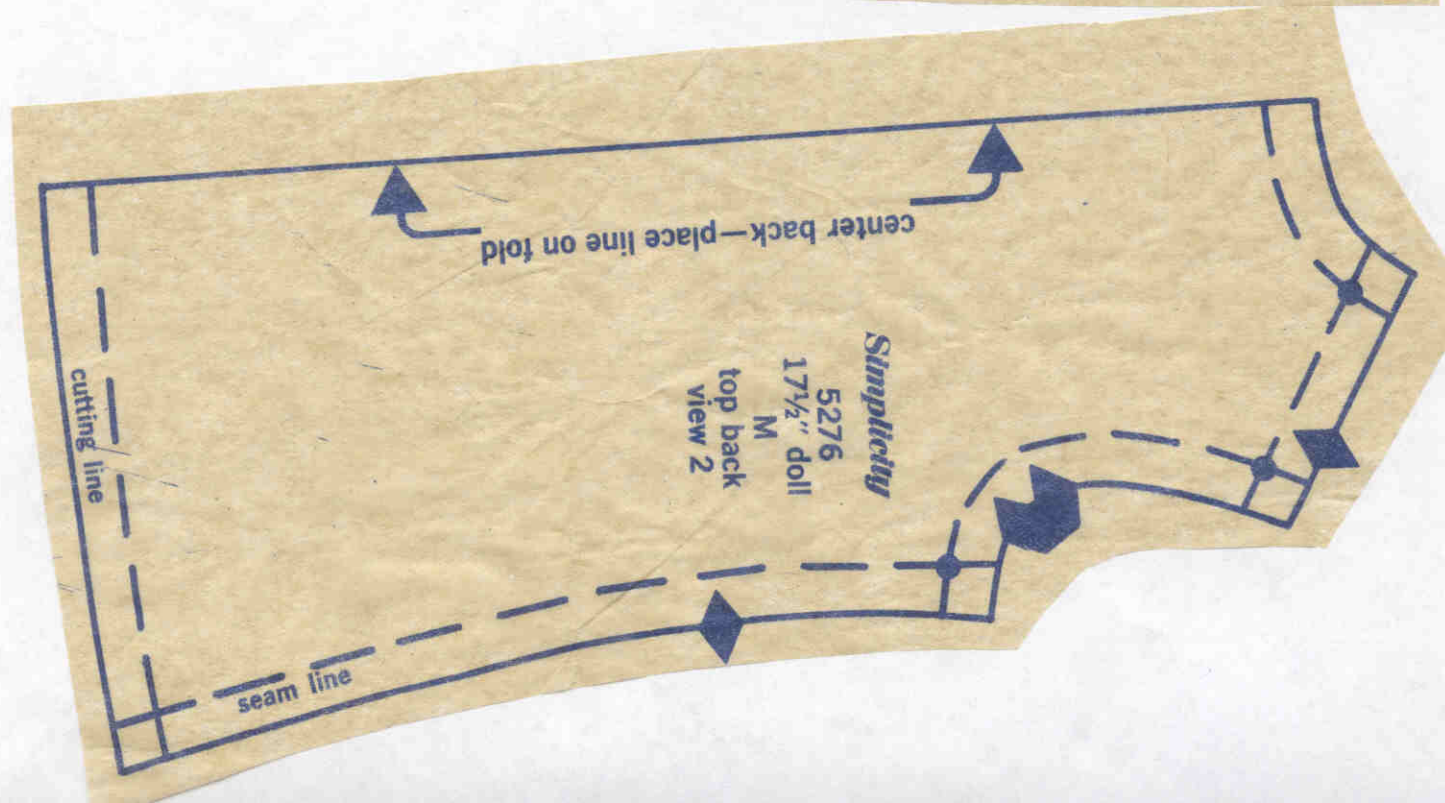 center back—place line on fold
Simplicity
5276
17½" doll
M
top back
view 2
cutting line
seam line